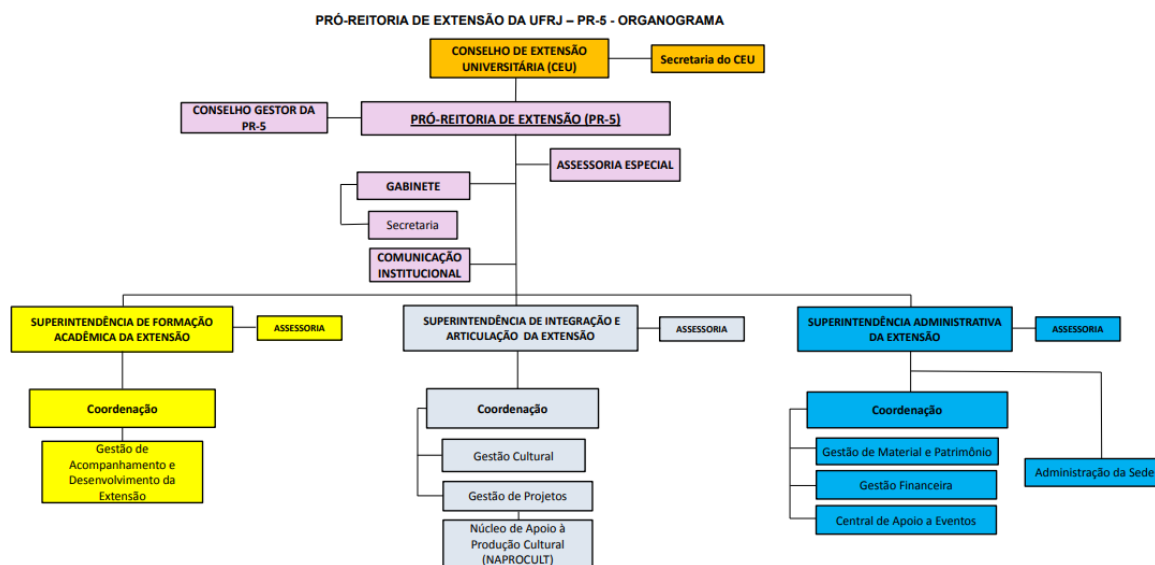 PRÓ-REITORIA DE EXTENSÃO DA UFRJ – PR-5 - ORGANOGRAMA
CONSELHO DE EXTENSÃO
UNIVERSITÁRIA (CEU)
Secretaria do CEU
CONSELHO GESTOR DA
PR-5
PRÓ-REITORIA DE EXTENSÃO (PR-5)
ASSESSORIA ESPECIAL
GABINETE
Secretaria
COMUNICAÇÃO
INSTITUCIONAL
SUPERINTENDÊNCIA DE FORMAÇÃO
ACADÊMICA DA EXTENSÃO
ASSESSORIA
SUPERINTENDÊNCIA DE INTEGRAÇÃO E
ARTICULAÇÃO DA EXTENSÃO
ASSESSORIA
SUPERINTENDÊNCIA ADMINISTRATIVA
DA EXTENSÃO
ASSESSORIA
Coordenação
Gestão de
Acompanhamento e
Desenvolvimento da
Extensão
Coordenação
Gestão Cultural
Gestão de Projetos
Núcleo de Apoio à
Produção Cultural
(NAPROCULT)
Coordenação
Gestão de Material e Patrimônio
Gestão Financeira
Central de Apoio a Eventos
Administração da Sede